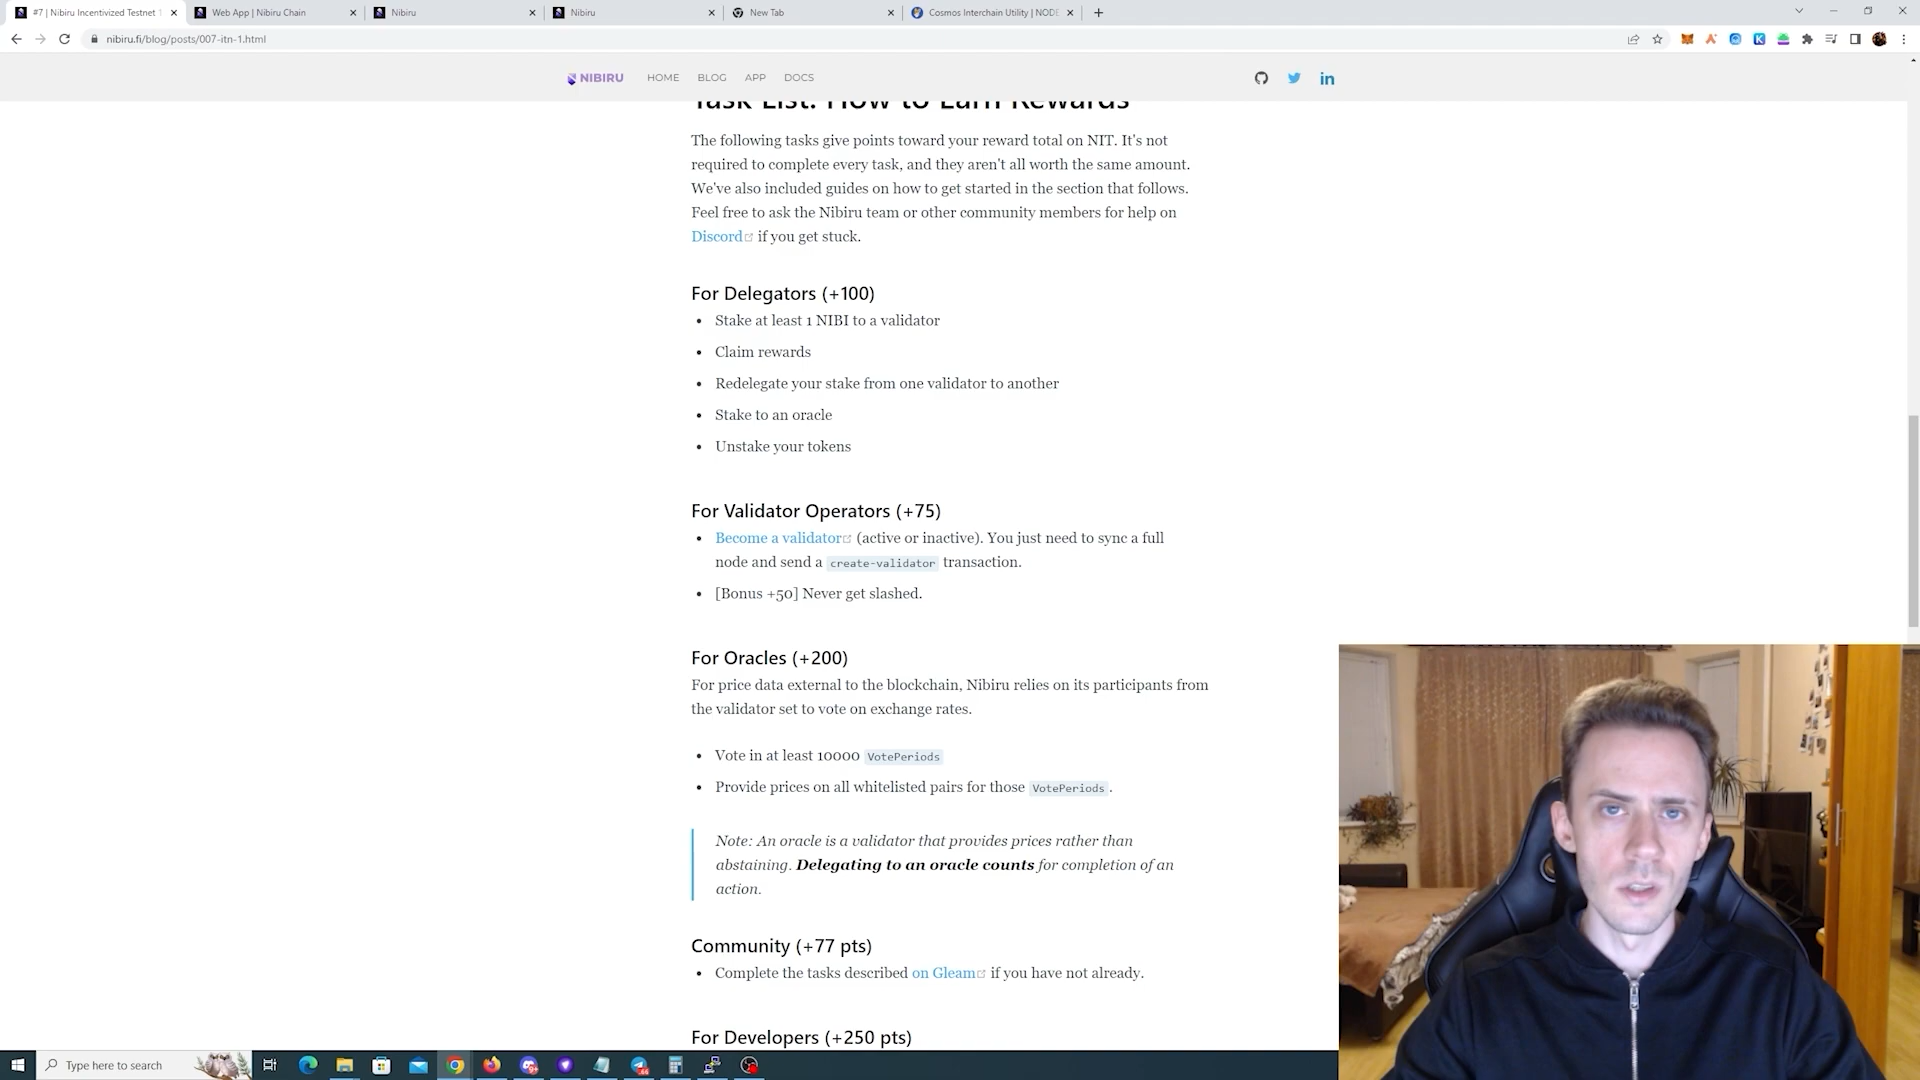 #7 | Nibiru Incentivized Testnet 1
Web App | Nibiru Chain
Nibiru
Nibiru
New Tab
Cosmos Interchain Utility | NODE
nibiru.fi/blog/posts/007-itn-1.html
NIBIRU HOME BLOG APP DOCS
Task List: How to Earn Rewards
The following tasks give points toward your reward total on NIT. It's not
required to complete every task, and they aren't all worth the same amount.
We've also included guides on how to get started in the section that follows.
Feel free to ask the Nibiru team or other community members for help on
Discord if you get stuck.
For Delegators (+100)
• Stake at least 1 NIBI to a validator
• Claim rewards
• Redelegate your stake from one validator to another
• Stake to an oracle
• Unstake your tokens
For Validator Operators (+75)
• Become a validator (active or inactive). You just need to sync a full
node and send a create-validator transaction.
• [Bonus +50] Never get slashed.
For Oracles (+200)
For price data external to the blockchain, Nibiru relies on its participants from
the validator set to vote on exchange rates.
• Vote in at least 10000 VotePeriods
• Provide prices on all whitelisted pairs for those VotePeriods.
Note: An oracle is a validator that provides prices rather than
abstaining. Delegating to an oracle counts for completion of an
action.
Community (+77 pts)
• Complete the tasks described on Gleam if you have not already.
For Developers (+250 pts)
Type here to search